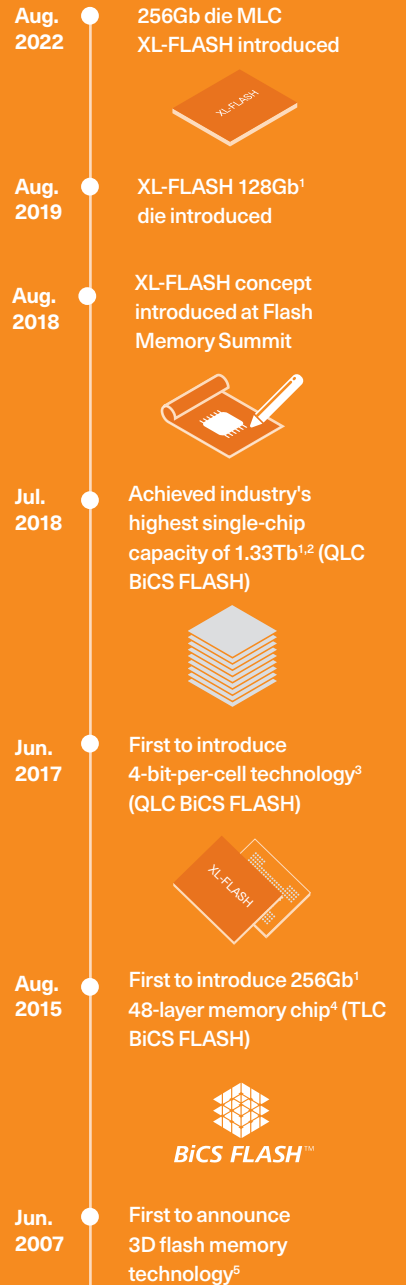 Aug.
2022
256Gb die MLC
XL-FLASH introduced
XL-FLASH
Aug.
2019
XL-FLASH 128Gb¹
die introduced
Aug.
2018
XL-FLASH concept
introduced at Flash
Memory Summit
Jul.
2018
Achieved industry's
highest single-chip
capacity of 1.33Tb¹,² (QLC
BiCS FLASH)
Jun.
2017
First to introduce
4-bit-per-cell technology³
(QLC BiCS FLASH)
XL-FLASH
Aug.
2015
First to introduce 256Gb¹
48-layer memory chip⁴ (TLC
BiCS FLASH)
BiCS FLASH™
Jun.
2007
First to announce
3D flash memory
technology⁵